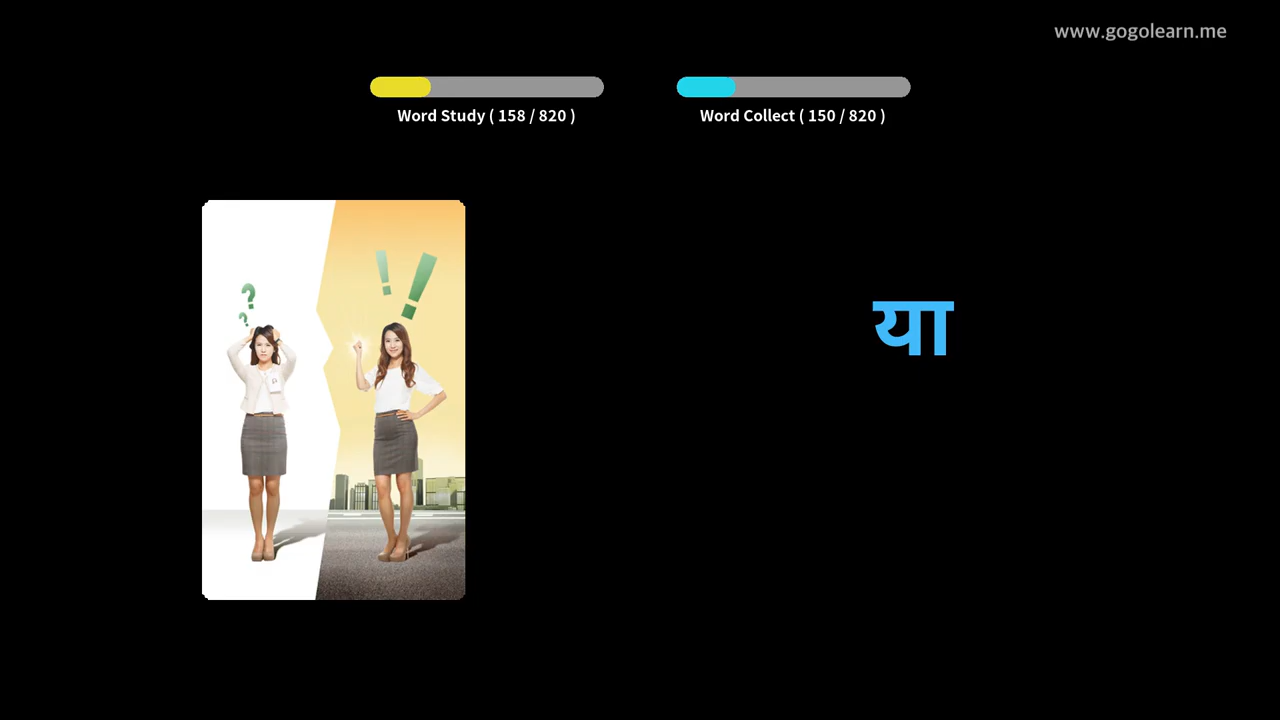 www.gogolearn.me
Word Study ( 158 / 820 )
Word Collect ( 150 / 820 )
? ?
! !
या